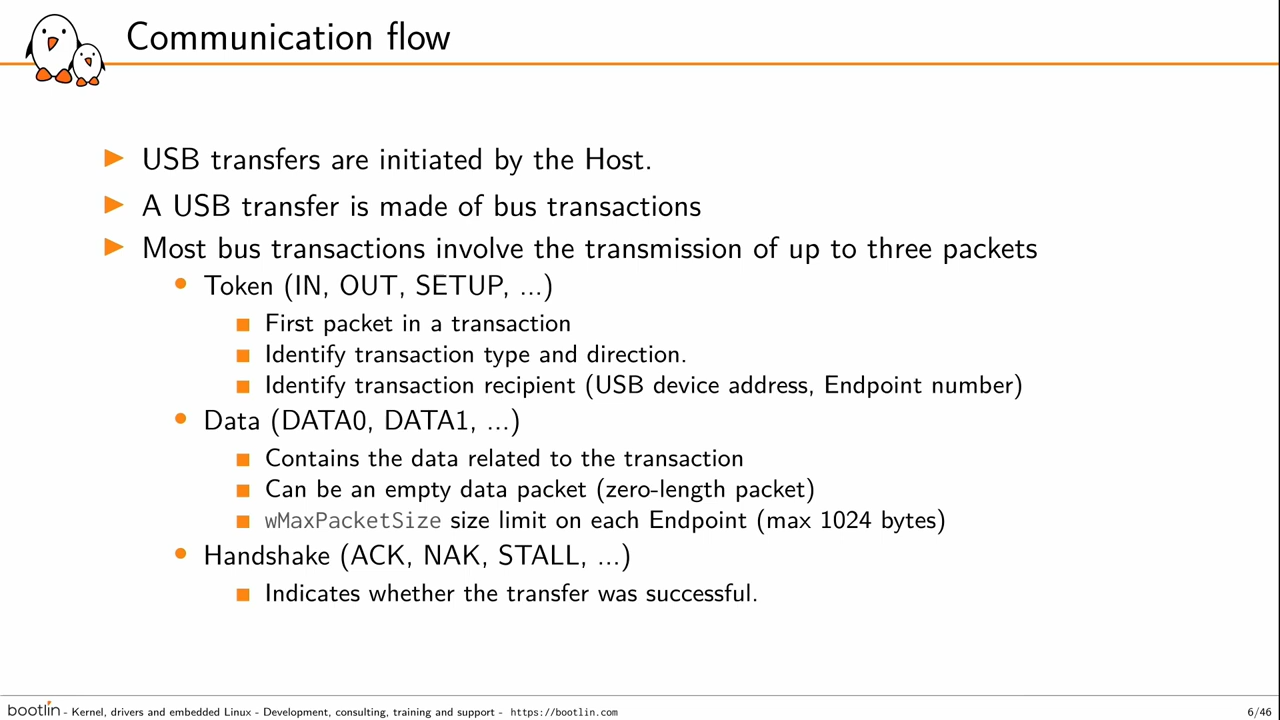 Communication flow
USB transfers are initiated by the Host.
A USB transfer is made of bus transactions
Most bus transactions involve the transmission of up to three packets
Token (IN, OUT, SETUP, ...)
First packet in a transaction
Identify transaction type and direction.
Identify transaction recipient (USB device address, Endpoint number)
Data (DATA0, DATA1, ...)
Contains the data related to the transaction
Can be an empty data packet (zero-length packet)
wMaxPacketSize size limit on each Endpoint (max 1024 bytes)
Handshake (ACK, NAK, STALL, ...)
Indicates whether the transfer was successful.
bootlin - Kernel, drivers and embedded Linux - Development, consulting, training and support - https://bootlin.com 6/46